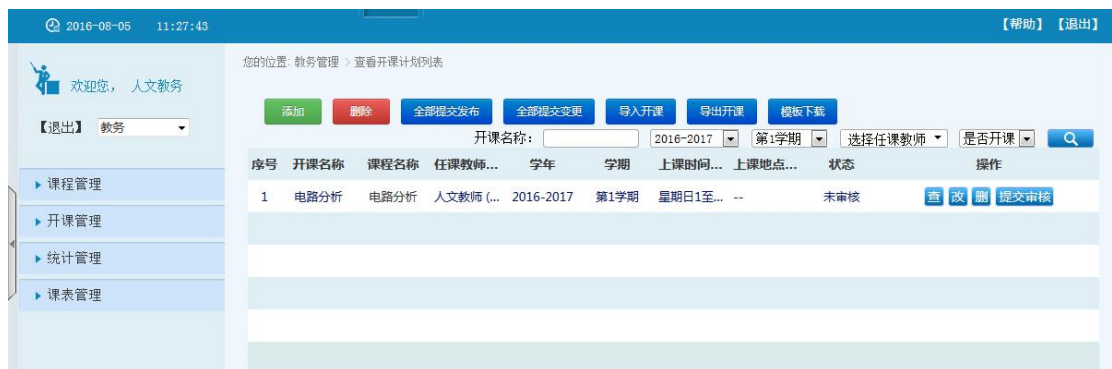 2016-08-05 11:27:43 【帮助】【退出】
欢迎您， 人文教务
【退出】 教务
课程管理
开课管理
统计管理
课表管理
您的位置: 教务管理 > 查看开课计划列表
添加 删除 全部提交发布 全部提交变更 导入开课 导出开课 模板下载
开课名称： 2016-2017 第1学期 选择任课教师 是否开课
序号 开课名称 课程名称 任课教师... 学年 学期 上课时间... 上课地点... 状态 操作
1 电路分析 电路分析 人文教师 (... 2016-2017 第1学期 星期日1至... -- 未审核 查 改 删 提交审核